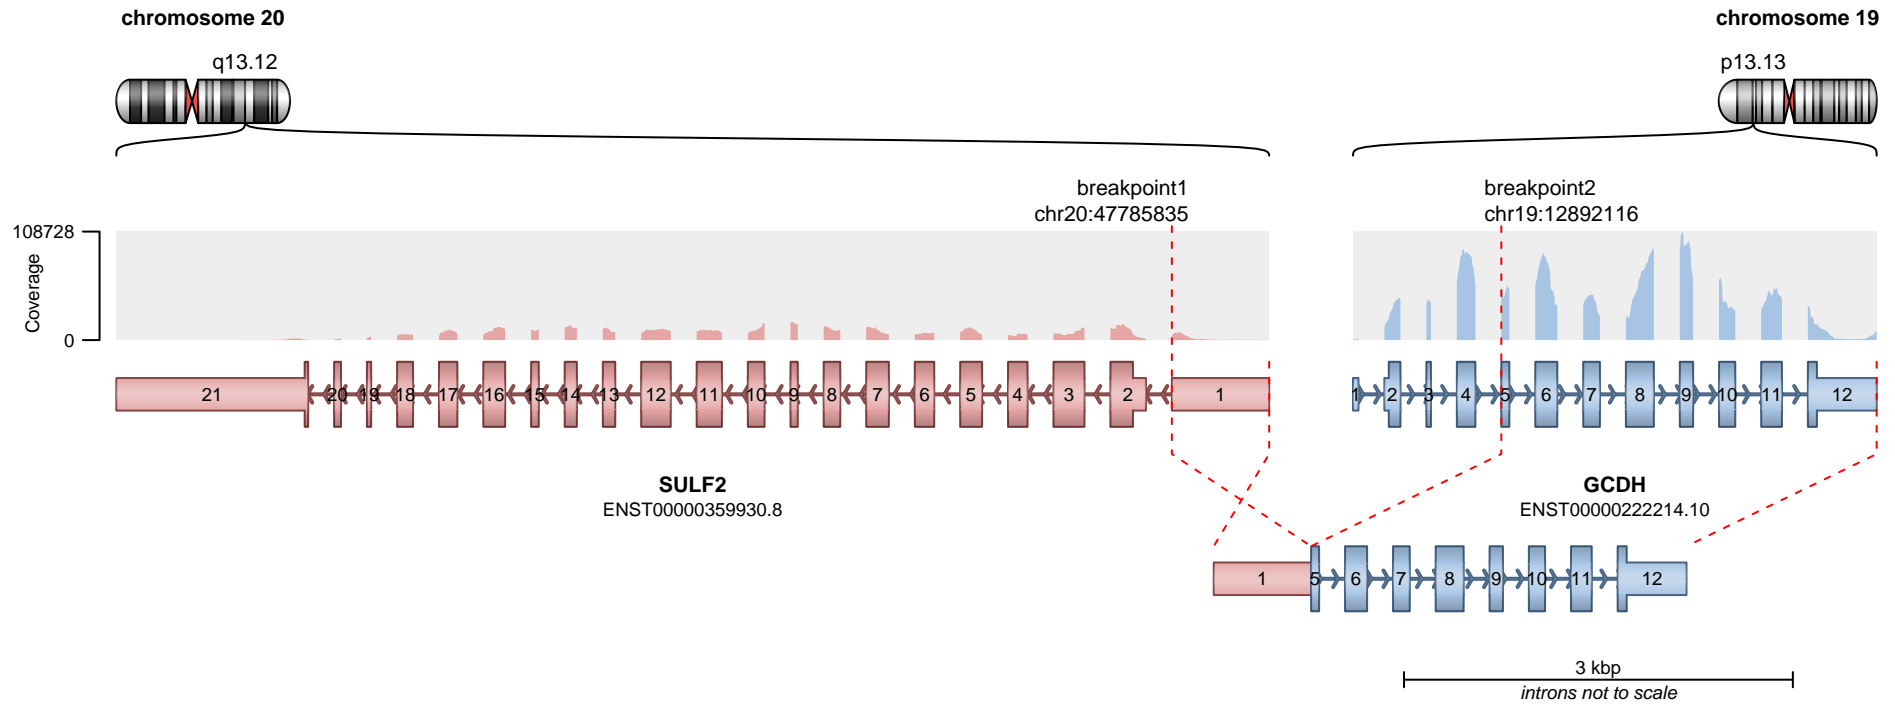 chromosome 20
chromosome 19
q13.12
p13.13
breakpoint1
chr20:47785835
breakpoint2
chr19:12892116
108728
Coverage
0
21 20 19 18 17 16 15 14 13 12 11 10 9 8 7 6 5 4 3 2 1
1 2 3 4 5 6 7 8 9 10 11 12
SULF2
ENST00000359930.8
GCDH
ENST00000222214.10
1 5 6 7 8 9 10 11 12
3 kbp
introns not to scale